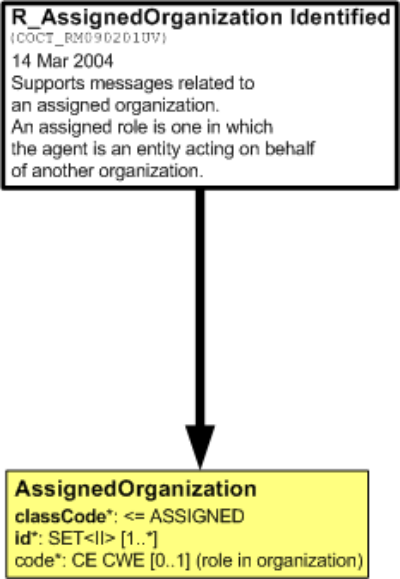 R_AssignedOrganization Identified
(COCT_RM090201UV)
14 Mar 2004
Supports messages related to
an assigned organization.
An assigned role is one in which
the agent is an entity acting on behalf
of another organization.
AssignedOrganization
classCode*: <= ASSIGNED
id*: SET<II> [1..*]
code*: CE CWE [0..1] (role in organization)